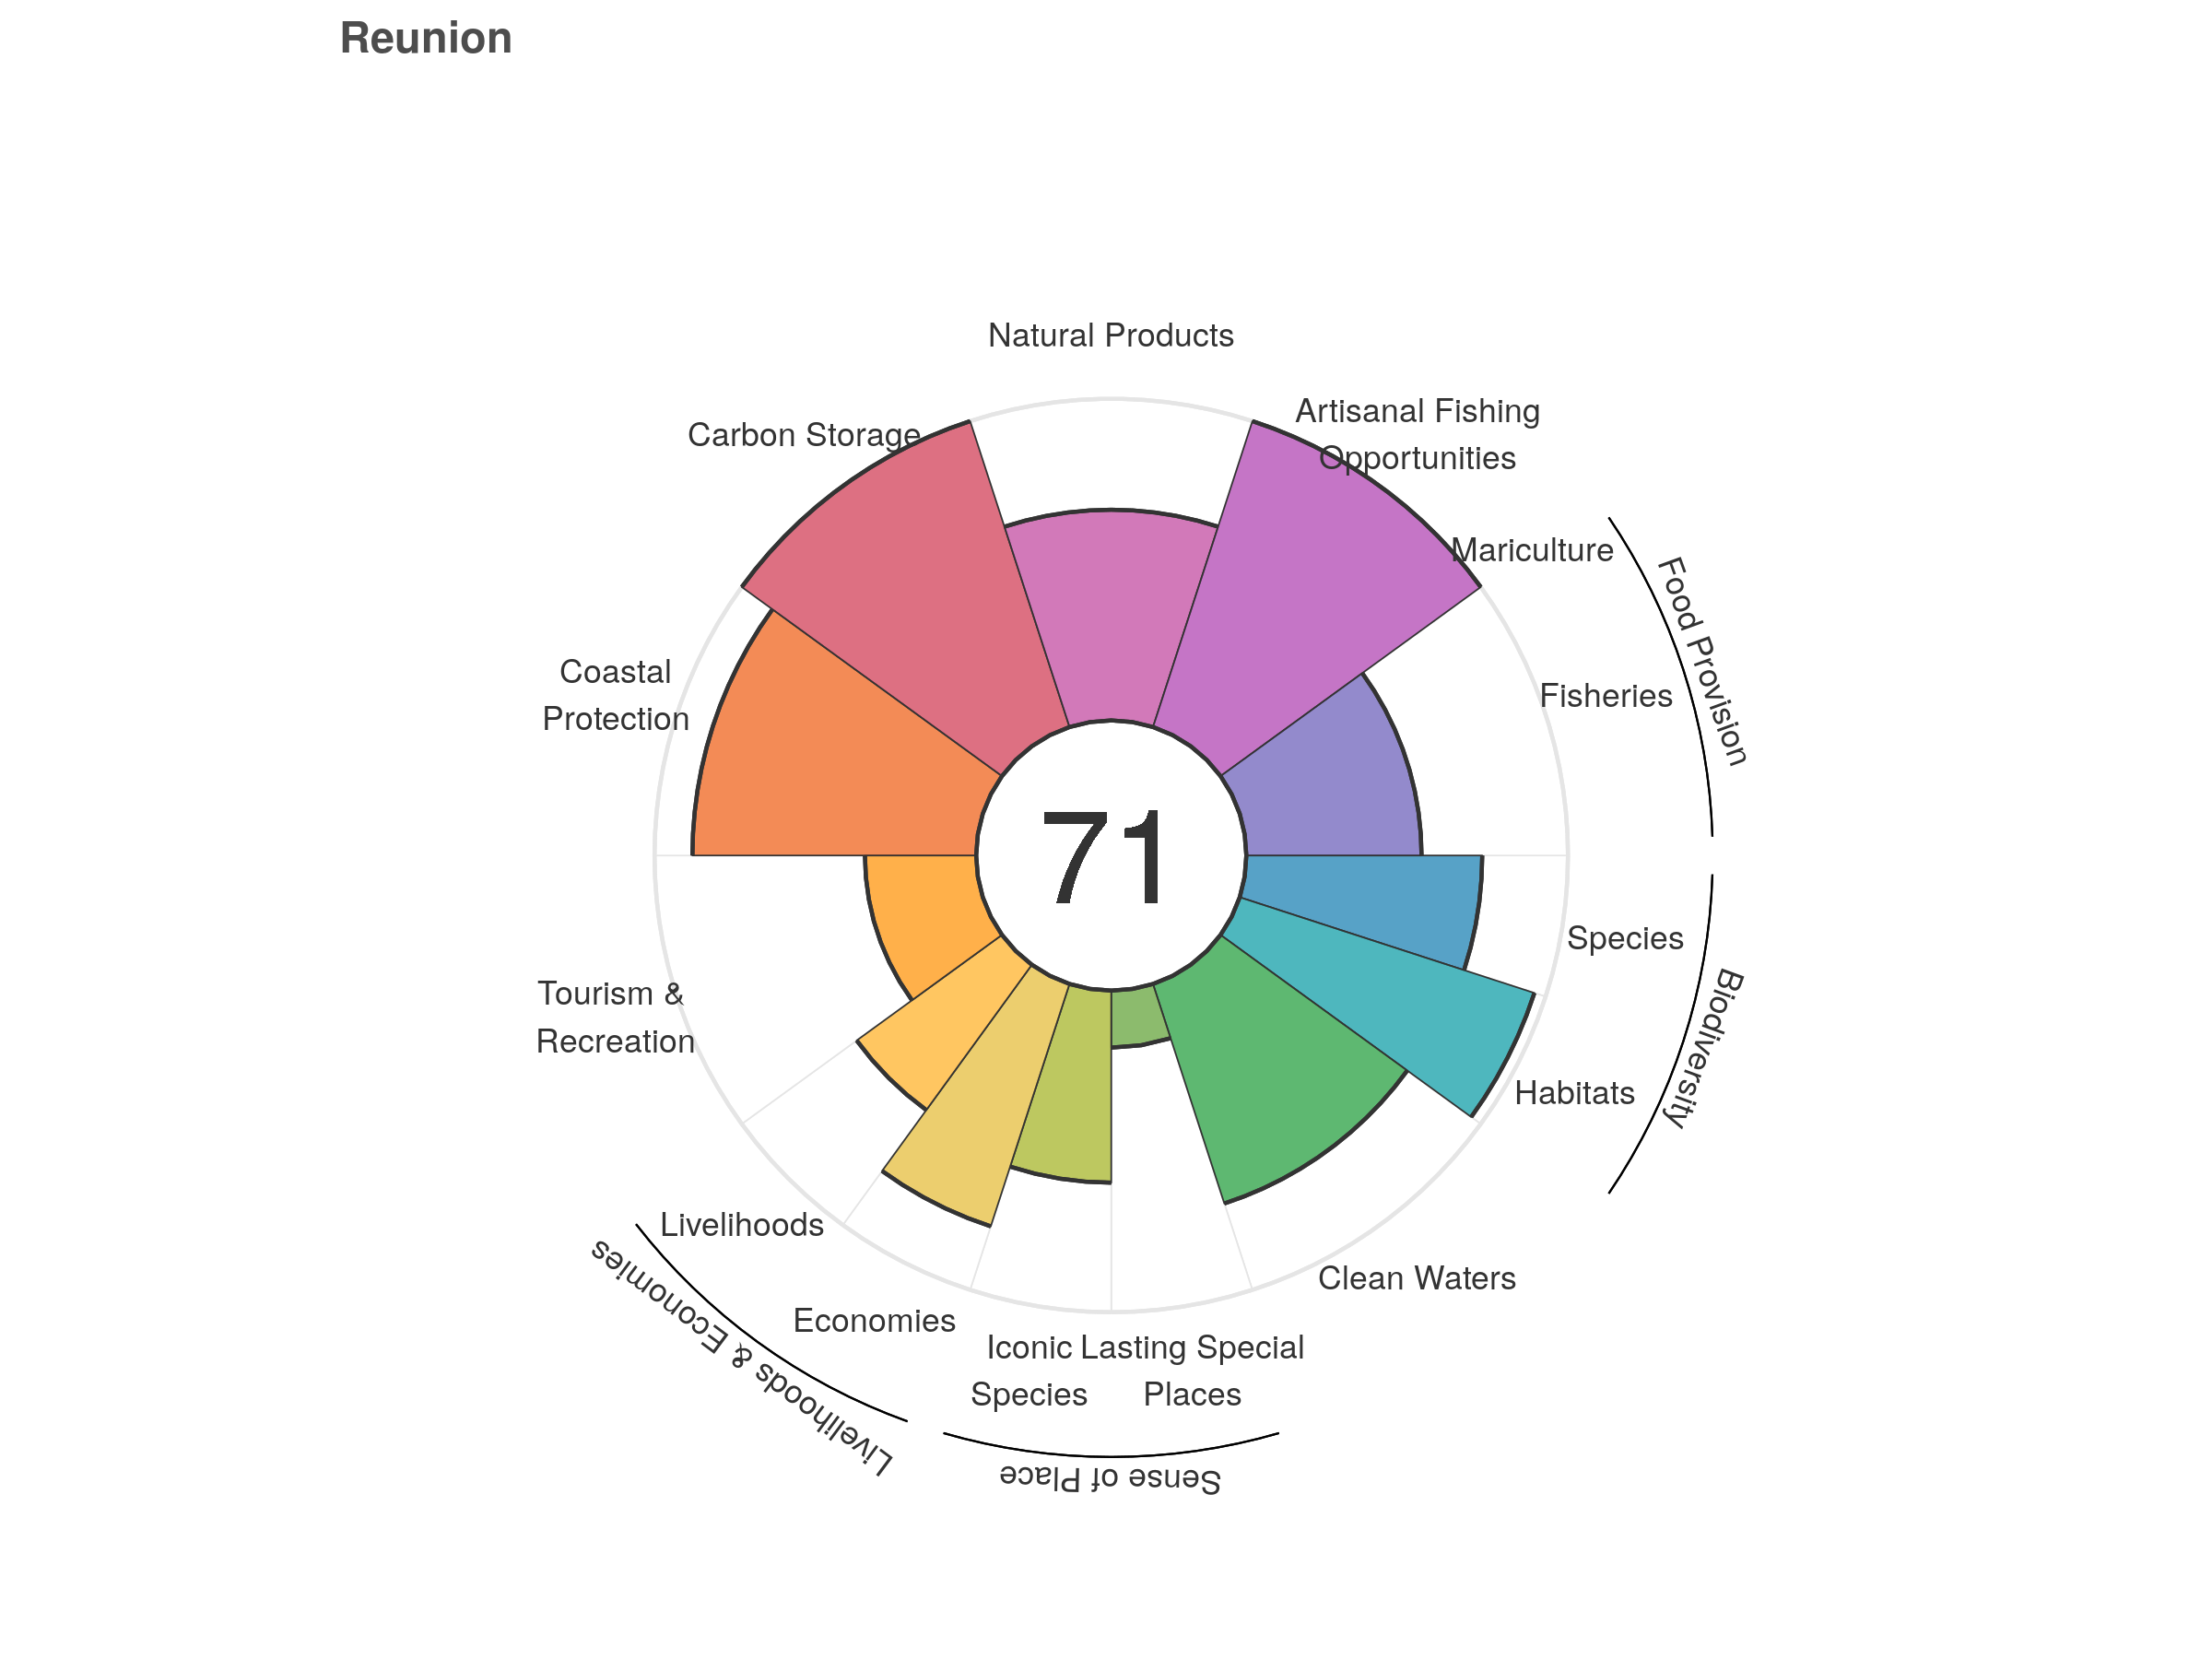 Reunion
Natural Products
Artisanal Fishing
Opportunities
Carbon Storage
Mariculture
Food Provision
Coastal
Protection
Fisheries
71
Species
Tourism &
Recreation
Biodiversity
Habitats
Livelihoods
Clean Waters
Economies
Livelihoods & Economies
Iconic
Species
Lasting Special
Places
Sense of Place